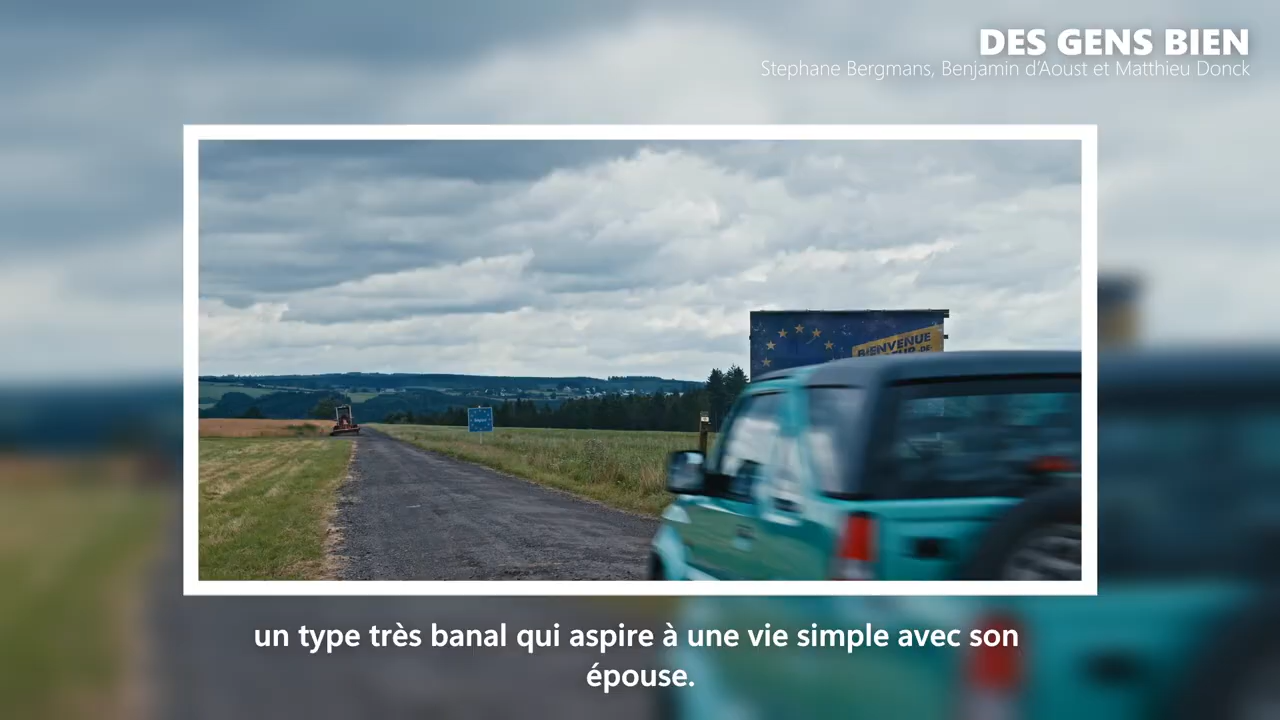 DES GENS BIEN
Stephane Bergmans, Benjamin d'Aoust et Matthieu Donck
BIENVENUE
un type très banal qui aspire à une vie simple avec son
épouse.